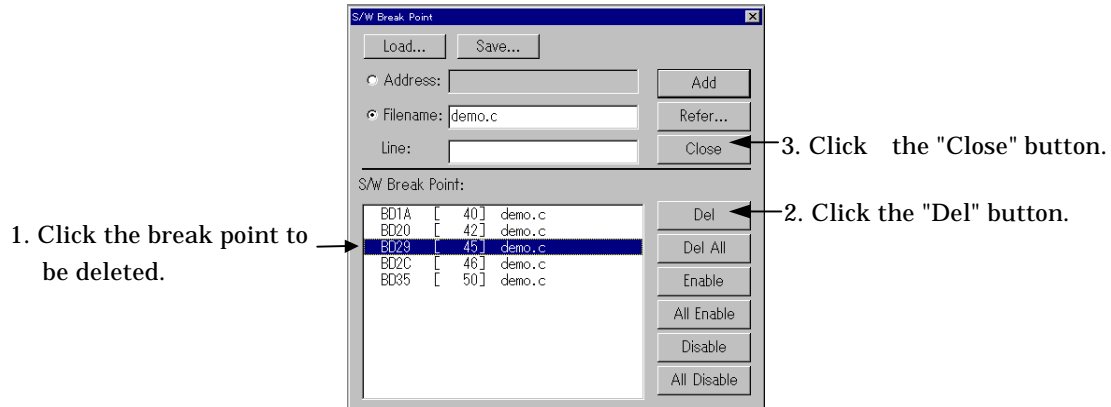 S/W Break Point
Load... Save...
Address: Add
Filename: demo.c Refer...
Line: Close
3. Click the "Close" button.
S/W Break Point:
BD1A [ 40] demo.c Del
2. Click the "Del" button.
BD20 [ 42] demo.c
1. Click the break point to
be deleted.
BD29 [ 45] demo.c Del All
BD2C [ 46] demo.c
BD35 [ 50] demo.c Enable
All Enable
Disable
All Disable